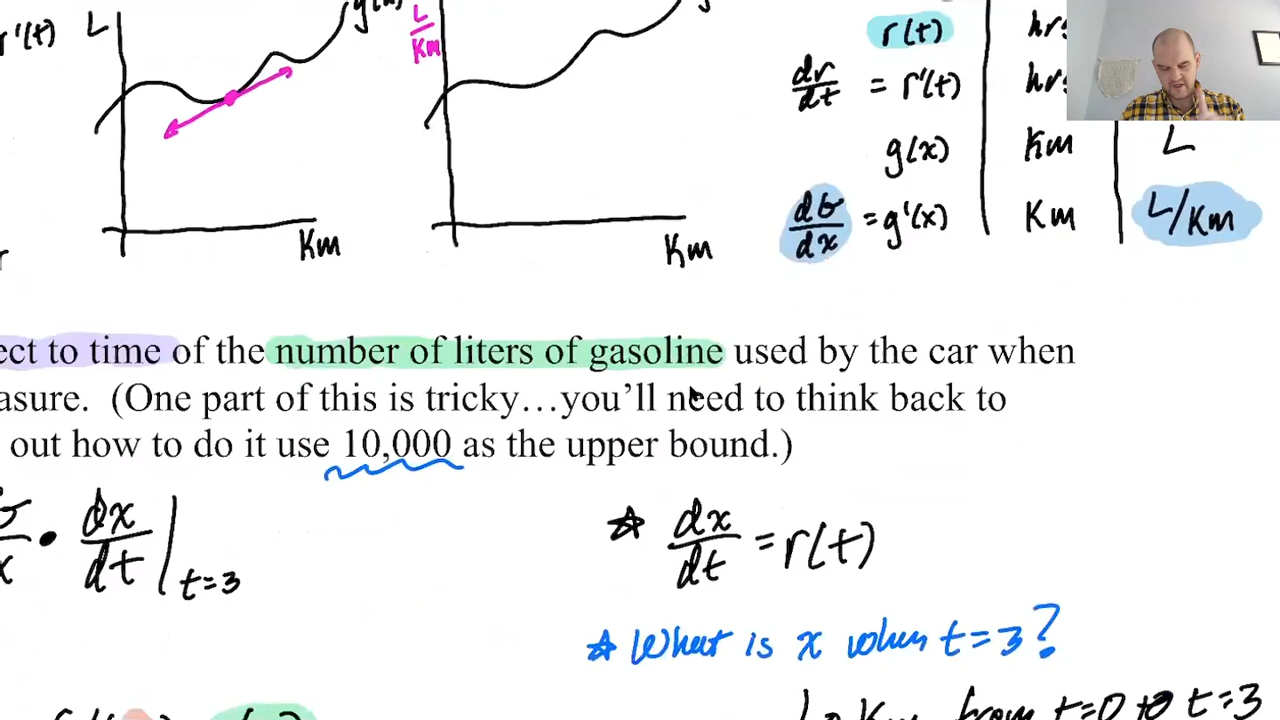 r'(t) L
L/Km
Km
Km
r(t) hrs
dr/dt = r'(t) hrs
g(x) Km L
dG/dx = g'(x) Km L/Km
ect to time of the number of liters of gasoline used by the car when
asure. (One part of this is tricky…you'll need to think back to
out how to do it use 10,000 as the upper bound.)
• dx/dt | t=3
☆ dx/dt = r(t)
☆ What is x when t=3?
↳ Km from t=0 to t=3